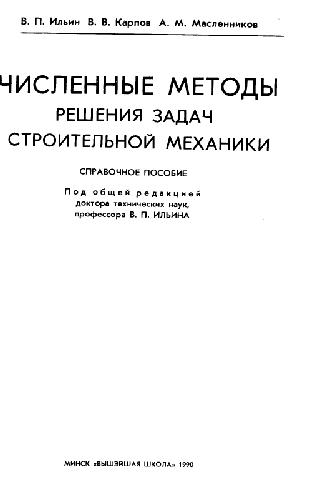 В. П. Ильин В. В. Карпов А. М. Масленников
ЧИСЛЕННЫЕ МЕТОДЫ
РЕШЕНИЯ ЗАДАЧ
СТРОИТЕЛЬНОЙ МЕХАНИКИ
СПРАВОЧНОЕ ПОСОБИЕ
Под общей редакцией
доктора технических наук,
профессора В. П. ИЛЬИНА
МИНСК «ВЫШЭЙШАЯ ШКОЛА» 1990